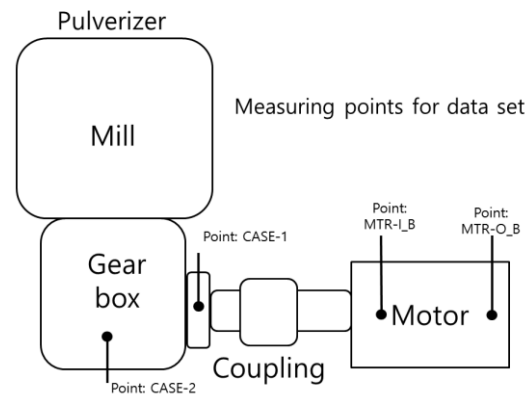 Pulverizer
Mill
Measuring points for data set
Point:
MTR-I_B
Point:
MTR-O_B
Point: CASE-1
Gear
box
Motor
Coupling
Point: CASE-2